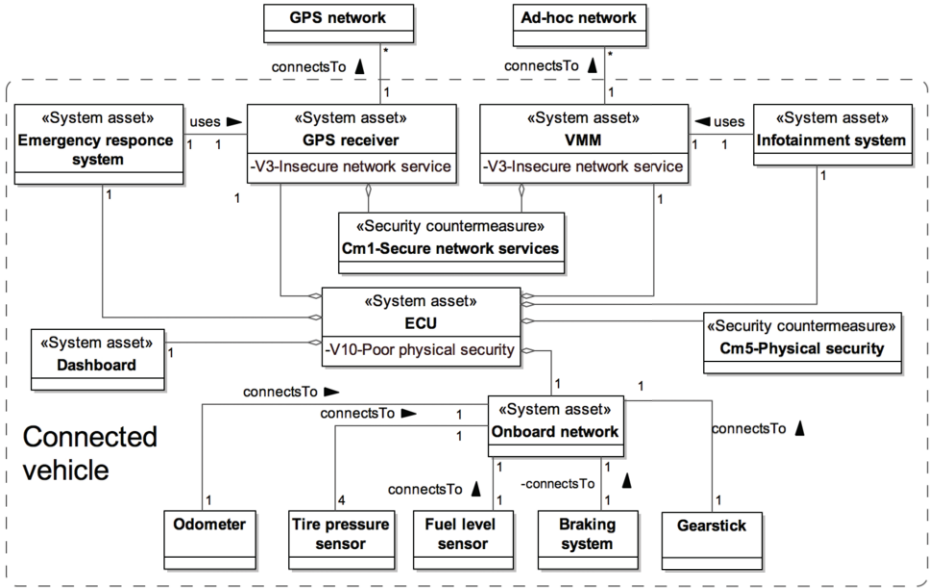 GPS network
Ad-hoc network
*
*
connectsTo ▲
connectsTo ▲
1
1
«System asset»
Emergency responce
system
uses ►
1
1
«System asset»
GPS receiver
-V3-Insecure network service
«System asset»
VMM
-V3-Insecure network service
◄ uses
1
1
«System asset»
Infotainment system
1
1
1
1
«Security countermeasure»
Cm1-Secure network services
«System asset»
ECU
-V10-Poor physical security
«System asset»
Dashboard
1
«Security countermeasure»
Cm5-Physical security
1
1
connectsTo ►
connectsTo ►
1
1
«System asset»
Onboard network
connectsTo ▲
Connected
vehicle
1
1
connectsTo ▲
-connectsTo ▲
1
4
1
1
1
Odometer
Tire pressure
sensor
Fuel level
sensor
Braking
system
Gearstick